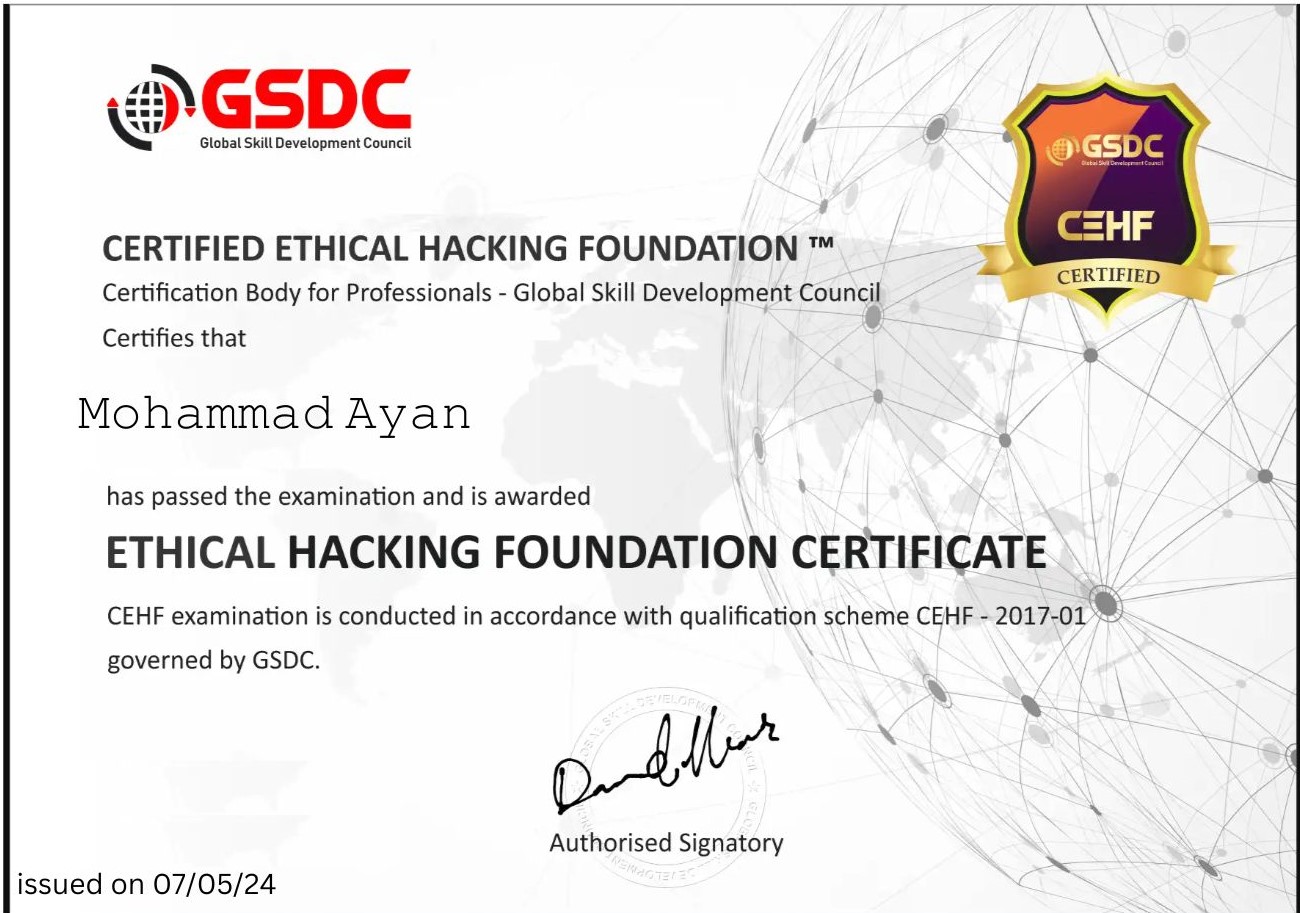 GSDC
Global Skill Development Council
GSDC
Global Skill Development Council
CEHF
CERTIFIED
CERTIFIED ETHICAL HACKING FOUNDATION ™
Certification Body for Professionals - Global Skill Development Council
Certifies that
Mohammad Ayan
has passed the examination and is awarded
ETHICAL HACKING FOUNDATION CERTIFICATE
CEHF examination is conducted in accordance with qualification scheme CEHF - 2017-01
governed by GSDC.
Authorised Signatory
issued on 07/05/24